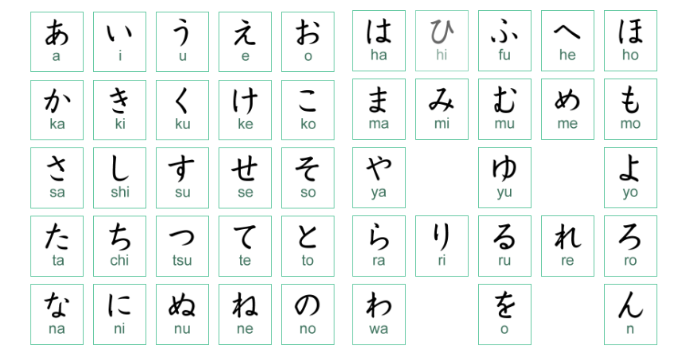 あ い う え お は ひ ふ へ ほ
a i u e o ha hi fu he ho
か き く け こ ま み む め も
ka ki ku ke ko ma mi mu me mo
さ し す せ そ や ゆ よ
sa shi su se so ya yu yo
た ち つ て と ら り る れ ろ
ta chi tsu te to ra ri ru re ro
な に ぬ ね の わ を ん
na ni nu ne no wa o n